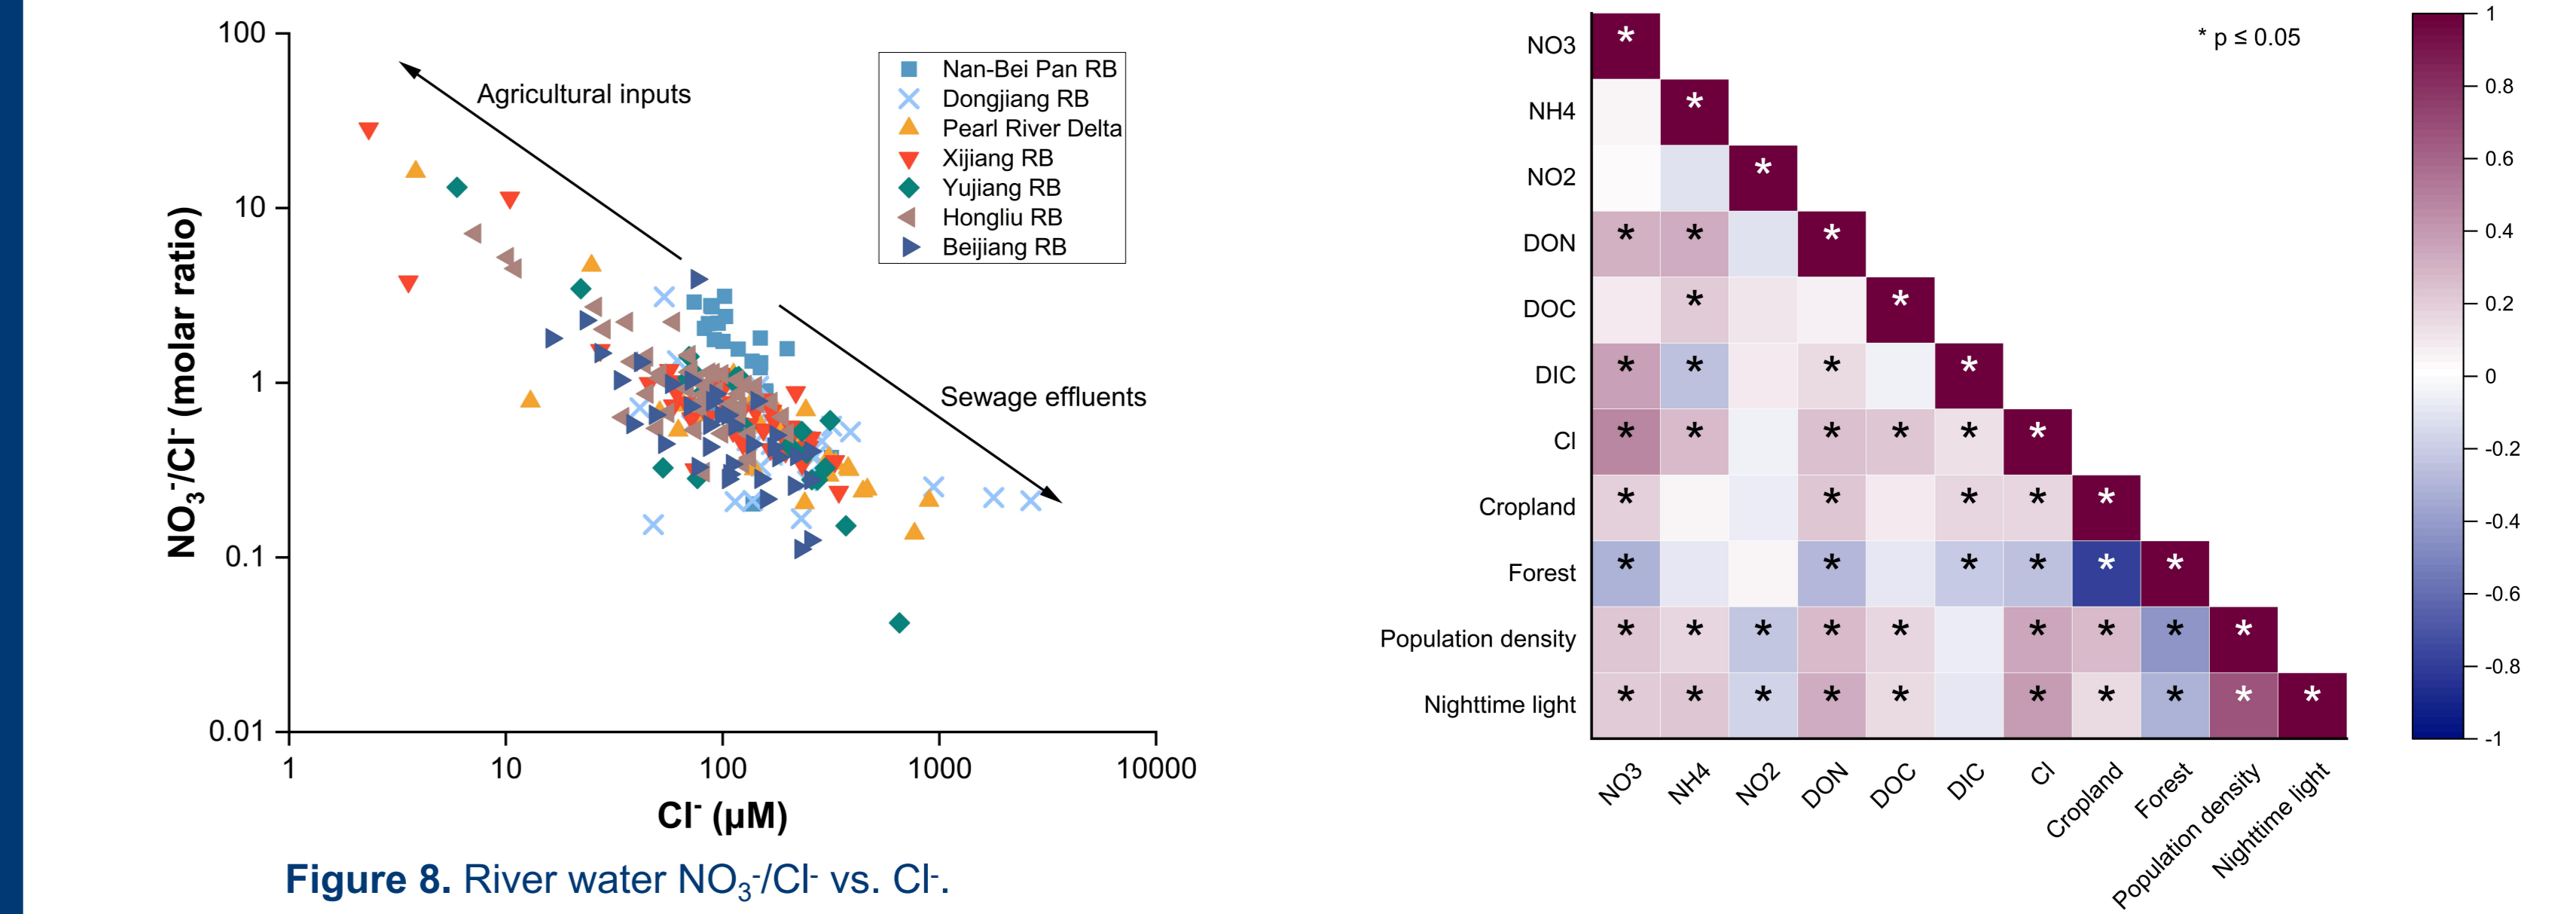 100
10
1
0.1
0.01
NO₃⁻/Cl⁻ (molar ratio)
Agricultural inputs
Sewage effluents
Nan-Bei Pan RB
Dongjiang RB
Pearl River Delta
Xijiang RB
Yujiang RB
Hongliu RB
Beijiang RB
1 10 100 1000 10000
Cl⁻ (µM)
Figure 8. River water NO₃⁻/Cl⁻ vs. Cl⁻.
* p ≤ 0.05
NO3 *
NH4 *
NO2 *
DON * * *
DOC * *
DIC * * * *
Cl * * * * * *
Cropland * * * * *
Forest * * * * * *
Population density * * * * * * * * *
Nighttime light * * * * * * * * * *
NO3 NH4 NO2 DON DOC DIC Cl Cropland Forest Population density Nighttime light
1
0.8
0.6
0.4
0.2
0
-0.2
-0.4
-0.6
-0.8
-1